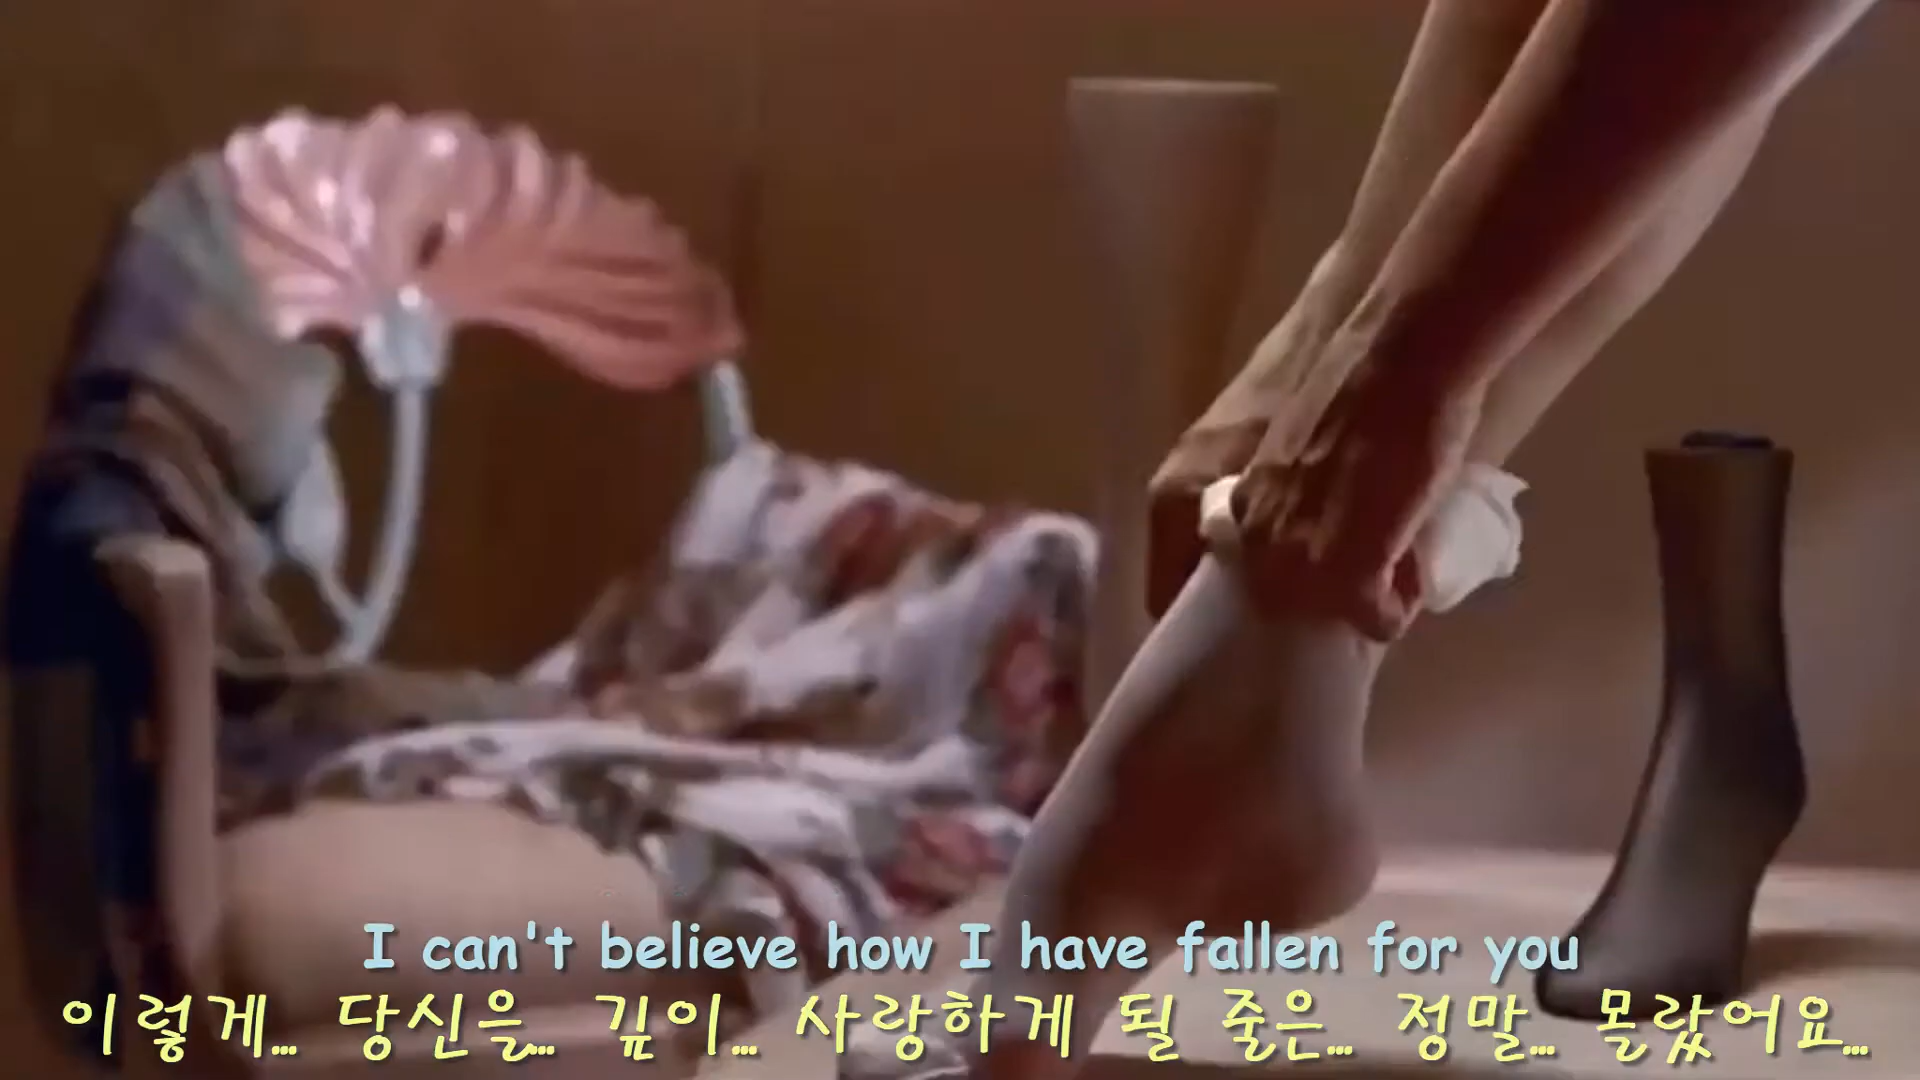 I can't believe how I have fallen for you
이렇게... 당신을... 깊이... 사랑하게 될 줄은... 정말... 몰랐어요...